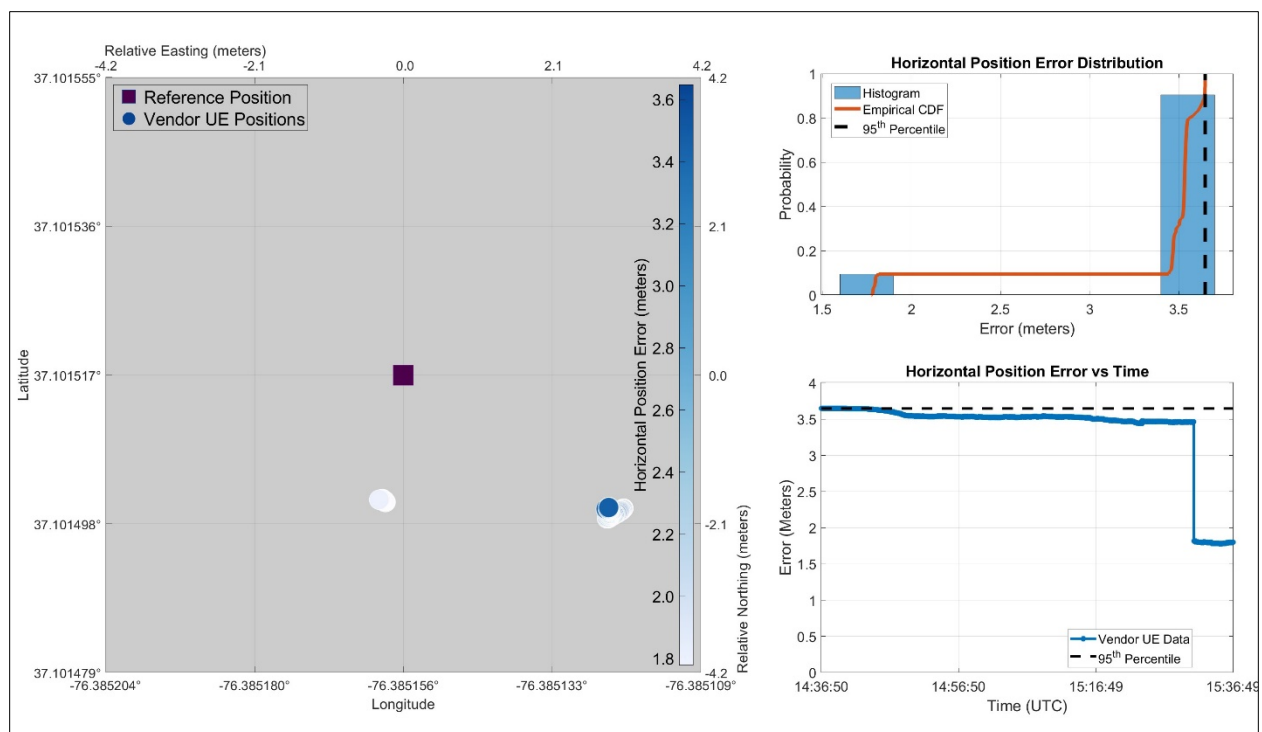 Relative Easting (meters)
-4.2 -2.1 0.0 2.1 4.2
37.101555°
37.101536°
37.101517°
37.101498°
37.101479°
Latitude
Reference Position
Vendor UE Positions
-76.385204° -76.385180° -76.385156° -76.385133° -76.385109°
Longitude
Horizontal Position Error (meters)
3.6
3.4
3.2
3.0
2.8
2.6
2.4
2.2
2.0
1.8
4.2
2.1
0.0
-2.1
-4.2
Relative Northing (meters)
Horizontal Position Error Distribution
Histogram
Empirical CDF
95th Percentile
1
0.8
0.6
0.4
0.2
0
Probability
1.5 2 2.5 3 3.5
Error (meters)
Horizontal Position Error vs Time
4
3.5
3
2.5
2
1.5
1
0.5
0
Error (Meters)
Vendor UE Data
95th Percentile
14:36:50 14:56:50 15:16:49 15:36:49
Time (UTC)